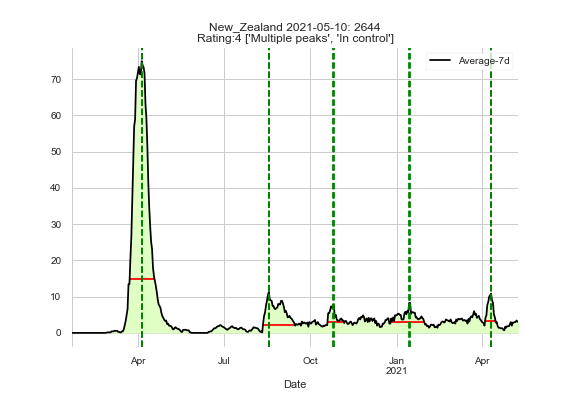 New_Zealand 2021-05-10: 2644
Rating:4 ['Multiple peaks', 'In control']
Average-7d
70
60
50
40
30
20
10
0
Apr
Jul
Oct
Jan
2021
Apr
Date